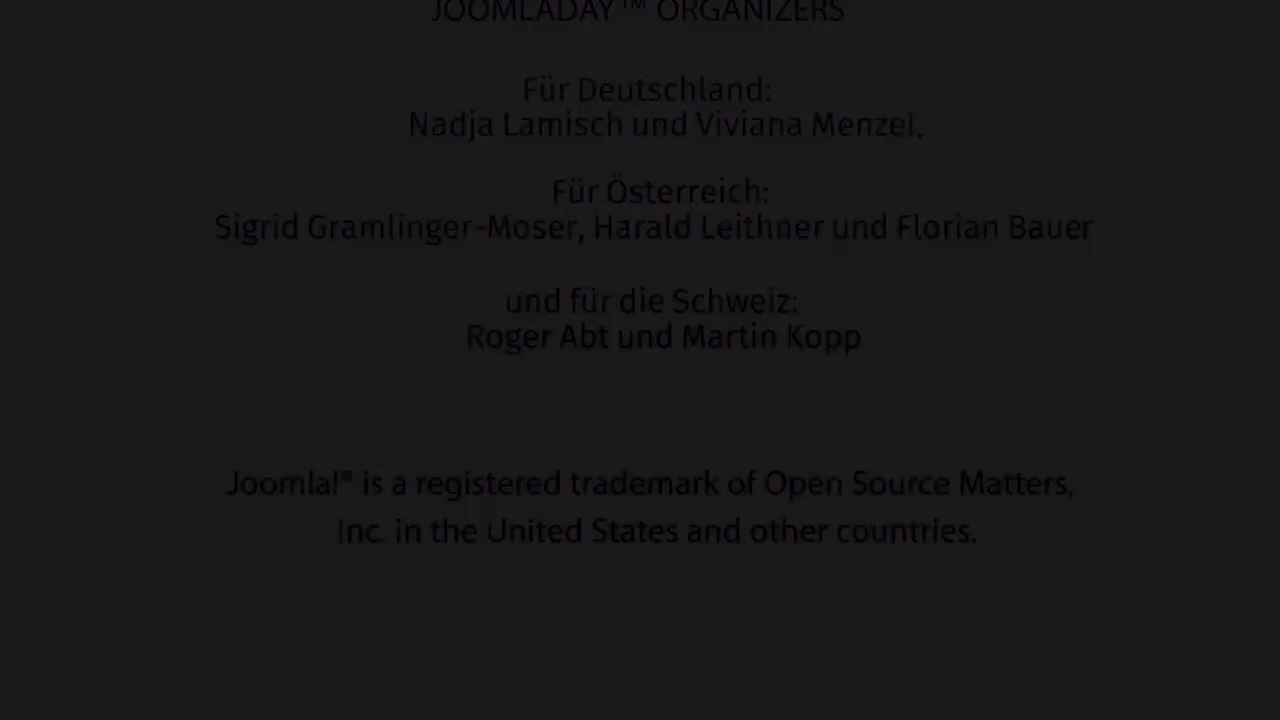 JOOMLADAY™ ORGANIZERS
Für Deutschland:
Nadja Lamisch und Viviana Menzel,
Für Österreich:
Sigrid Gramlinger-Moser, Harald Leithner und Florian Bauer
und für die Schweiz:
Roger Abt und Martin Kopp
Joomla!® is a registered trademark of Open Source Matters,
Inc. in the United States and other countries.